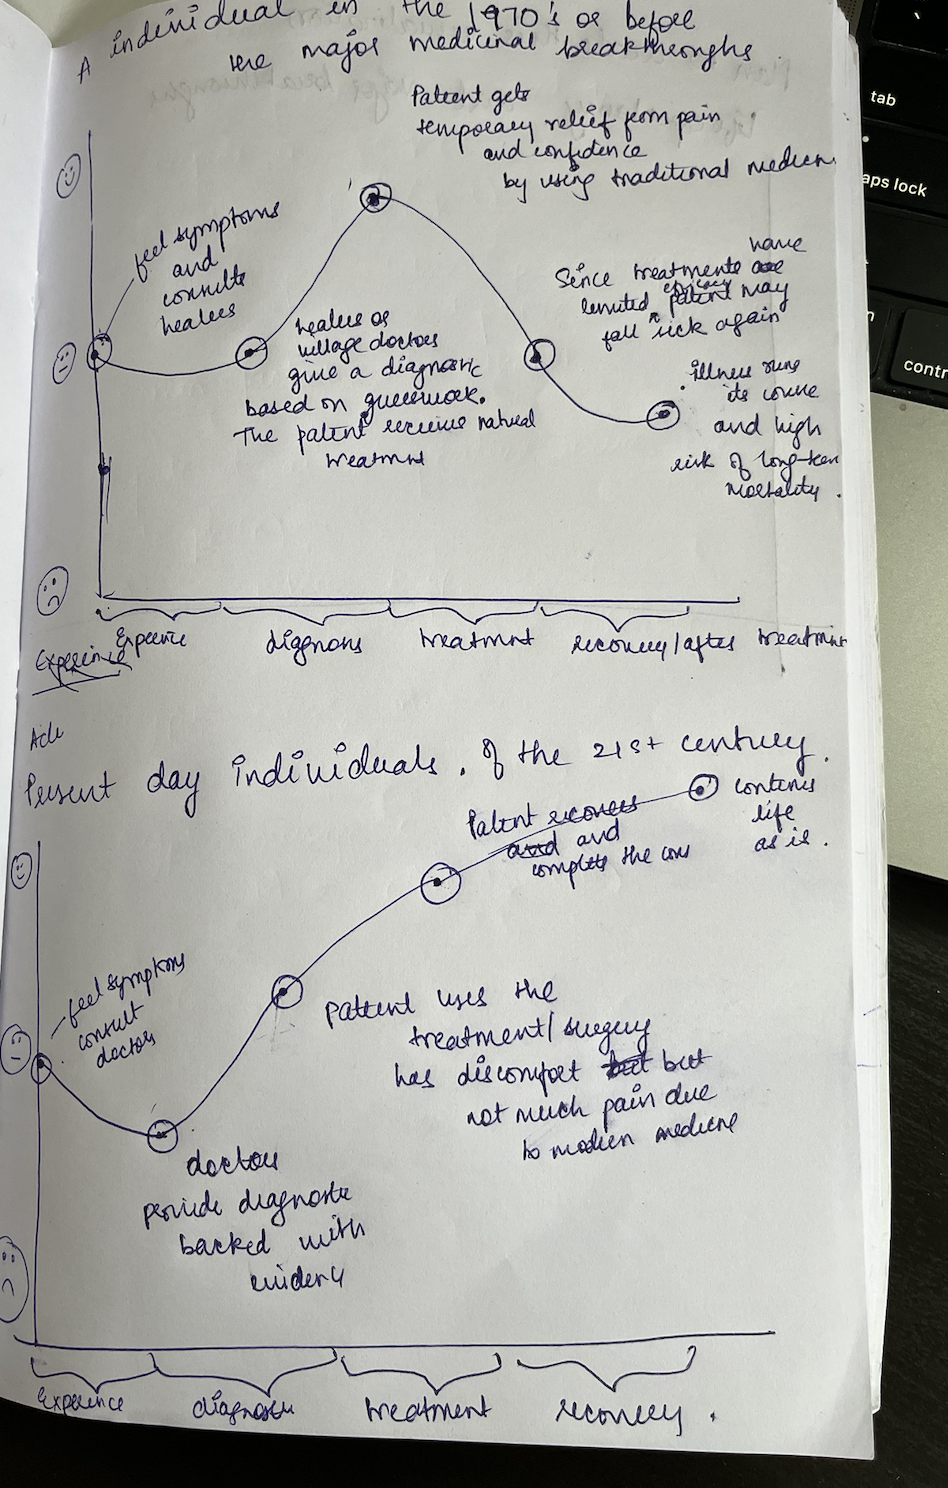 A individual in the 1970's or before
the major medicinal breakthroughs
Patient gets
temporary relief from pain
and confidence
by using traditional medicin
feel symptoms
and
consults
healers
healers or
village doctors
give a diagnostic
based on guesswork.
The patient receives natural
treatment
have
Since treatments are
limited efficacy patient may
fall sick again
illness runs
its course
and high
risk of long-term
mortality.
Experience
Expeence diagnosis treatment recovery/after treatment
Present day individuals. of the 21st century.
Patient recovers
and and
completes the
continues
life
as is.
feel symptoms
consult
doctors
patient uses the
treatment/surgery
has discomfort but but
not much pain due
to modern medicine
doctors
provide diagnostic
backed with
evidence
Experience diagnostic treatment recovery.
tab
aps lock
contr